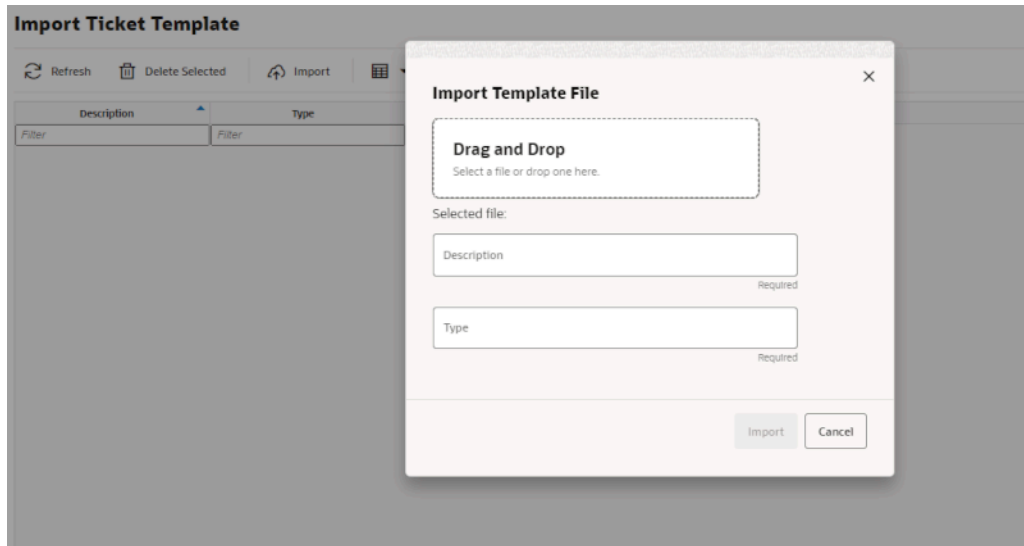 Import Ticket Template
Refresh Delete Selected Import
Description Type
Filter Filter
Import Template File
Drag and Drop
Select a file or drop one here.
Selected file:
Description
Required
Type
Required
Import Cancel